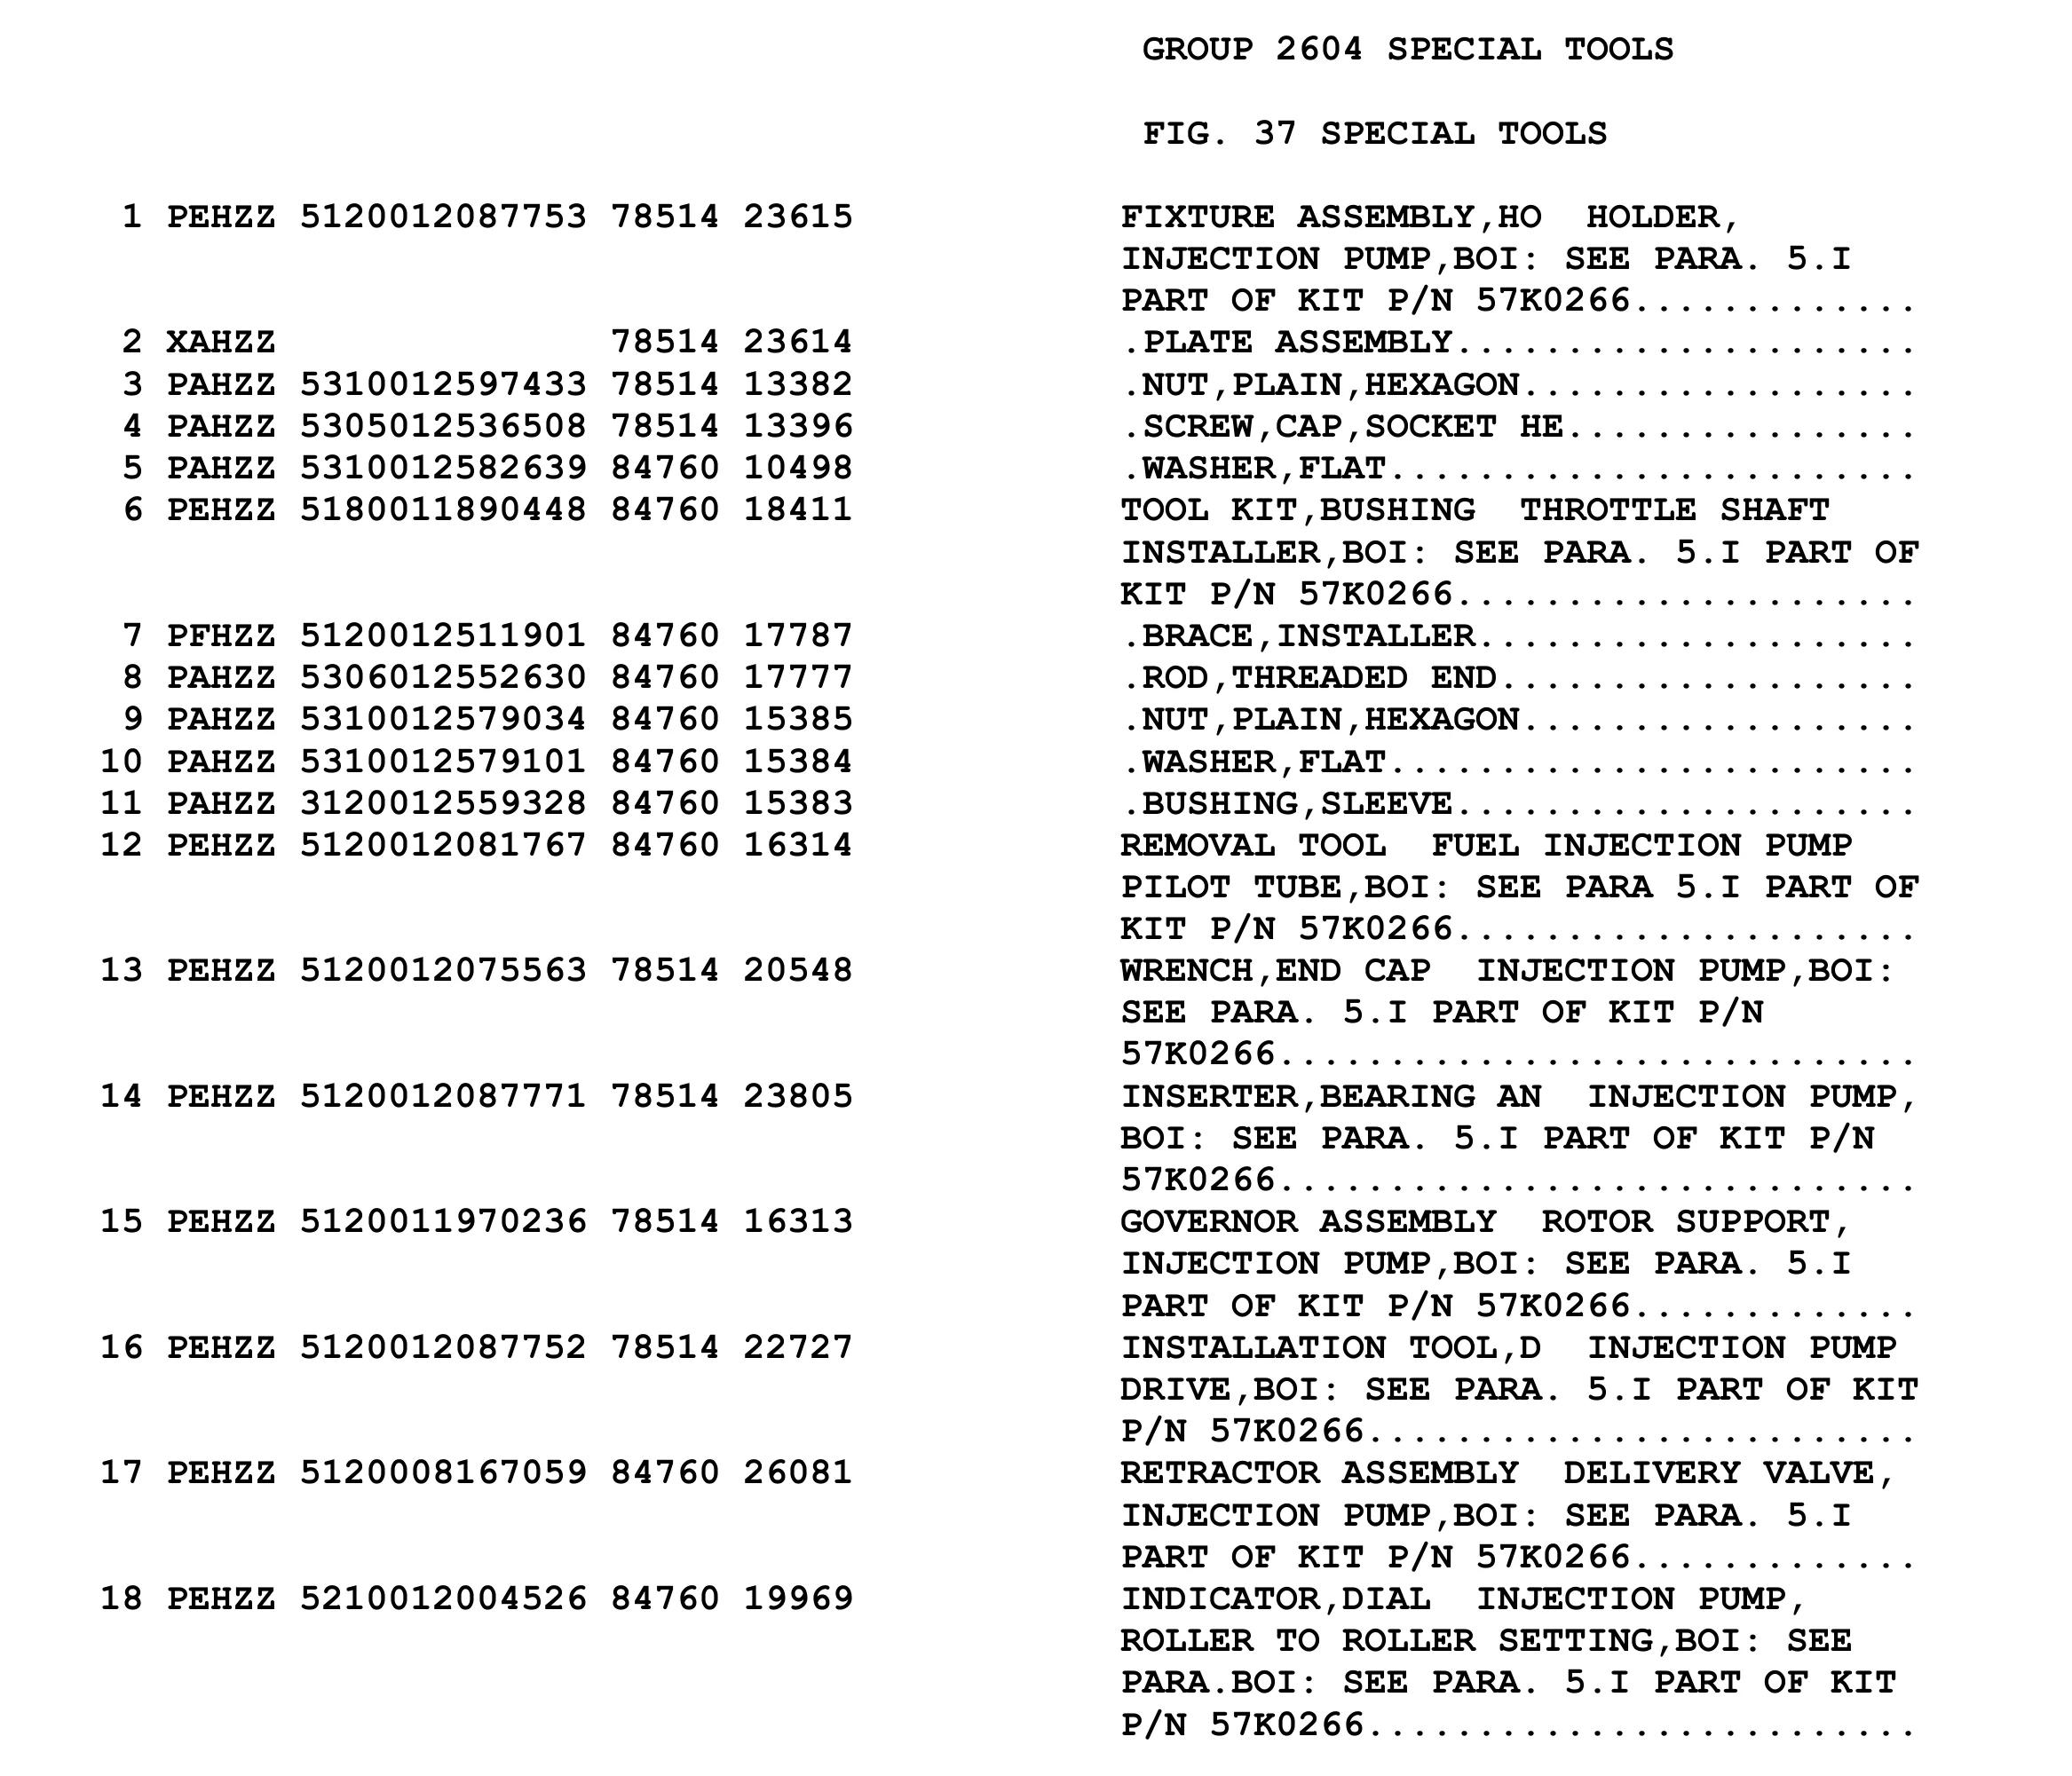 GROUP 2604 SPECIAL TOOLS
FIG. 37 SPECIAL TOOLS
1 PEHZZ 5120012087753 78514 23615 FIXTURE ASSEMBLY,HO HOLDER,
INJECTION PUMP,BOI: SEE PARA. 5.I
PART OF KIT P/N 57K0266.............
2 XAHZZ 78514 23614 .PLATE ASSEMBLY.....................
3 PAHZZ 5310012597433 78514 13382 .NUT,PLAIN,HEXAGON..................
4 PAHZZ 5305012536508 78514 13396 .SCREW,CAP,SOCKET HE................
5 PAHZZ 5310012582639 84760 10498 .WASHER,FLAT........................
6 PEHZZ 5180011890448 84760 18411 TOOL KIT,BUSHING THROTTLE SHAFT
INSTALLER,BOI: SEE PARA. 5.I PART OF
KIT P/N 57K0266.....................
7 PFHZZ 5120012511901 84760 17787 .BRACE,INSTALLER....................
8 PAHZZ 5306012552630 84760 17777 .ROD,THREADED END...................
9 PAHZZ 5310012579034 84760 15385 .NUT,PLAIN,HEXAGON..................
10 PAHZZ 5310012579101 84760 15384 .WASHER,FLAT........................
11 PAHZZ 3120012559328 84760 15383 .BUSHING,SLEEVE.....................
12 PEHZZ 5120012081767 84760 16314 REMOVAL TOOL FUEL INJECTION PUMP
PILOT TUBE,BOI: SEE PARA 5.I PART OF
KIT P/N 57K0266.....................
13 PEHZZ 5120012075563 78514 20548 WRENCH,END CAP INJECTION PUMP,BOI:
SEE PARA. 5.I PART OF KIT P/N
57K0266.............................
14 PEHZZ 5120012087771 78514 23805 INSERTER,BEARING AN INJECTION PUMP,
BOI: SEE PARA. 5.I PART OF KIT P/N
57K0266.............................
15 PEHZZ 5120011970236 78514 16313 GOVERNOR ASSEMBLY ROTOR SUPPORT,
INJECTION PUMP,BOI: SEE PARA. 5.I
PART OF KIT P/N 57K0266.............
16 PEHZZ 5120012087752 78514 22727 INSTALLATION TOOL,D INJECTION PUMP
DRIVE,BOI: SEE PARA. 5.I PART OF KIT
P/N 57K0266.........................
17 PEHZZ 5120008167059 84760 26081 RETRACTOR ASSEMBLY DELIVERY VALVE,
INJECTION PUMP,BOI: SEE PARA. 5.I
PART OF KIT P/N 57K0266.............
18 PEHZZ 5210012004526 84760 19969 INDICATOR,DIAL INJECTION PUMP,
ROLLER TO ROLLER SETTING,BOI: SEE
PARA.BOI: SEE PARA. 5.I PART OF KIT
P/N 57K0266.........................